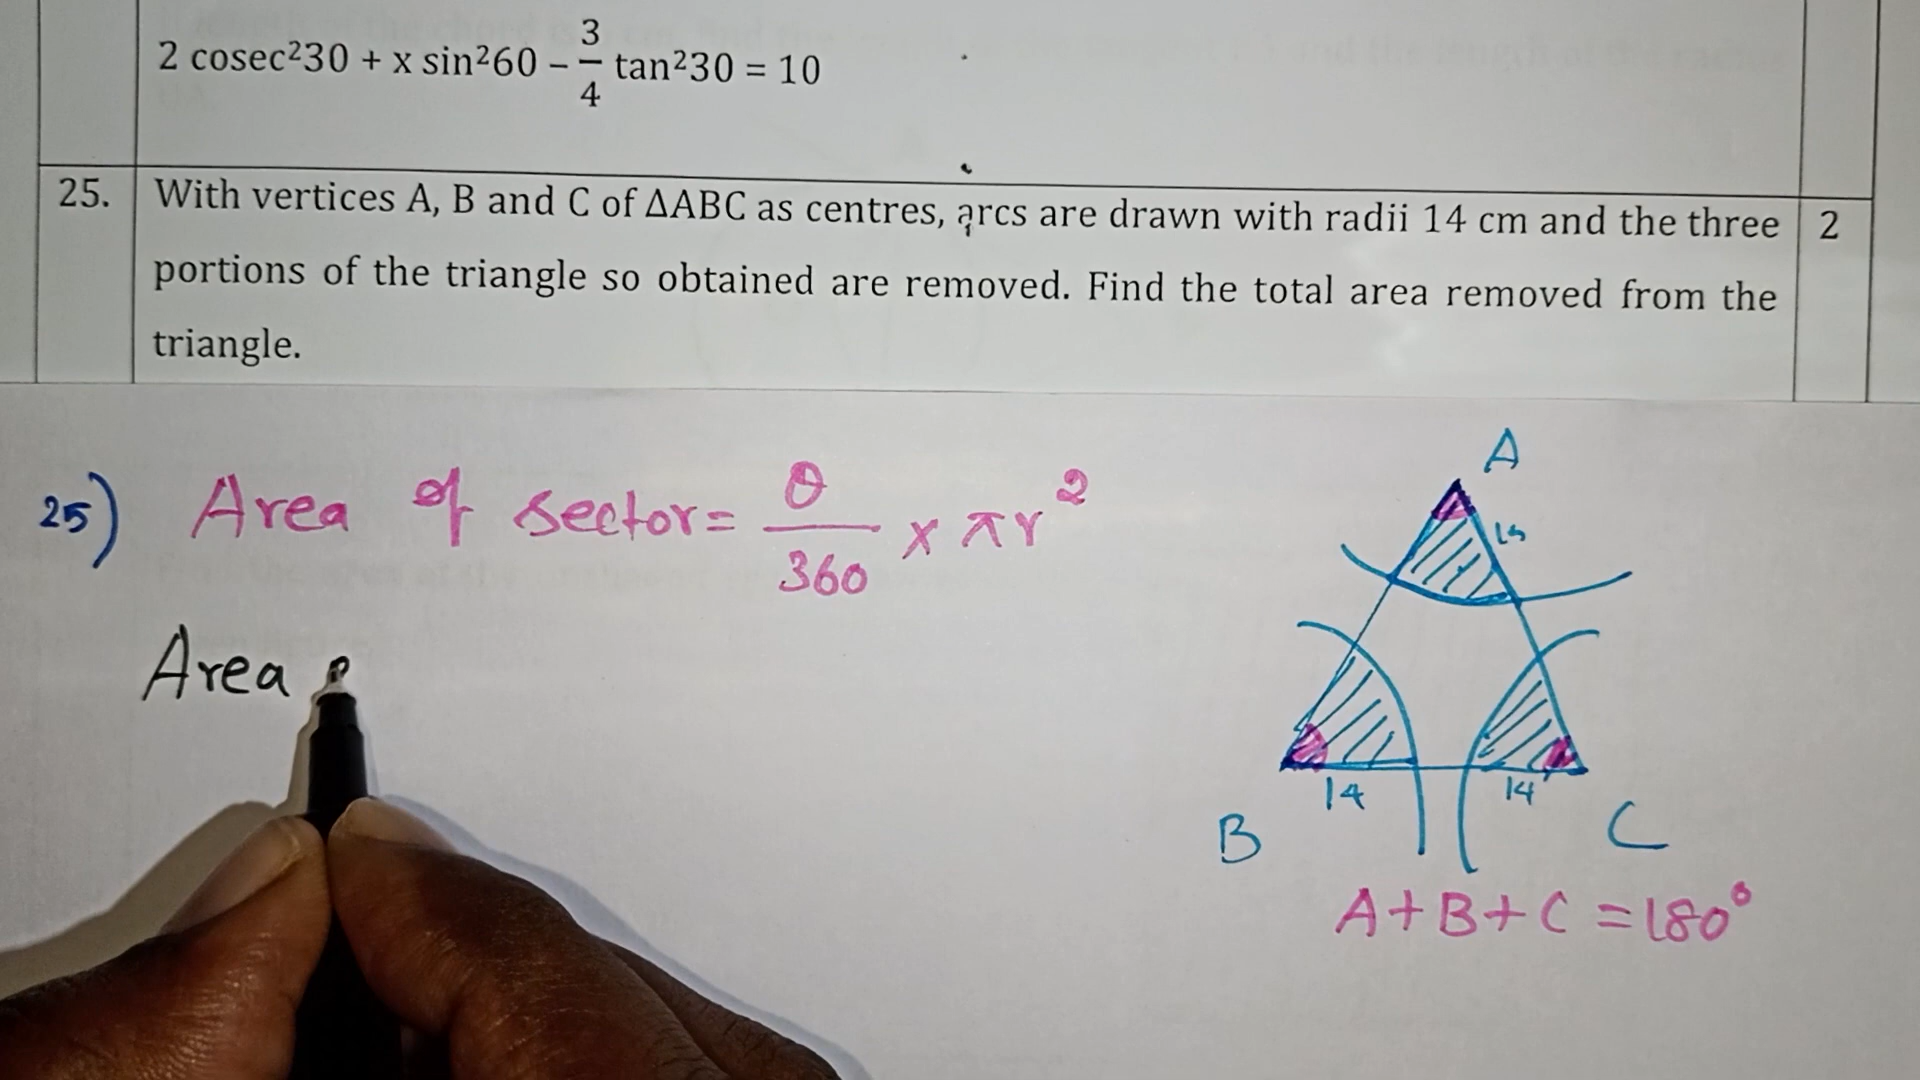 2 cosec²30 + x sin²60 – 3/4 tan²30 = 10
25. With vertices A, B and C of ΔABC as centres, arcs are drawn with radii 14 cm and the three 2
portions of the triangle so obtained are removed. Find the total area removed from the
triangle.
25) Area of sector = θ/360 × πr²
Area
A
14 14
B C
A+B+C = 180°